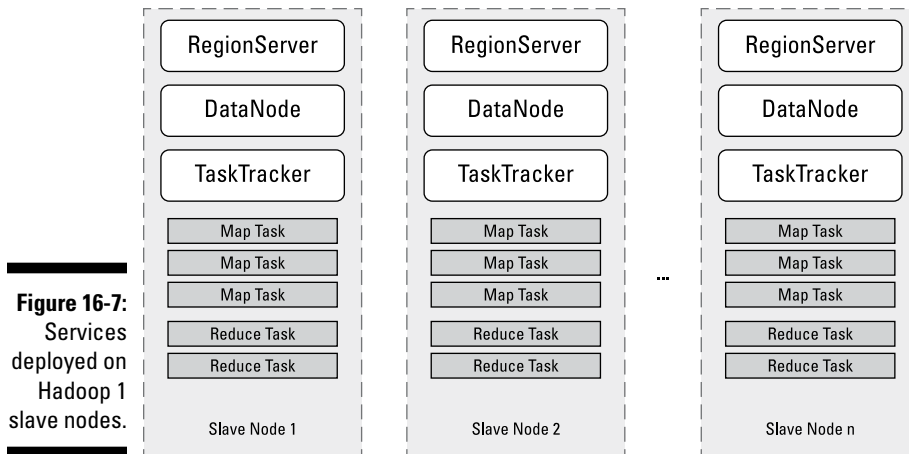 Figure 16-7:
Services
deployed on
Hadoop 1
slave nodes.
RegionServer
DataNode
TaskTracker
Map Task
Map Task
Map Task
Reduce Task
Reduce Task
Slave Node 1
RegionServer
DataNode
TaskTracker
Map Task
Map Task
Map Task
Reduce Task
Reduce Task
Slave Node 2
...
RegionServer
DataNode
TaskTracker
Map Task
Map Task
Map Task
Reduce Task
Reduce Task
Slave Node n